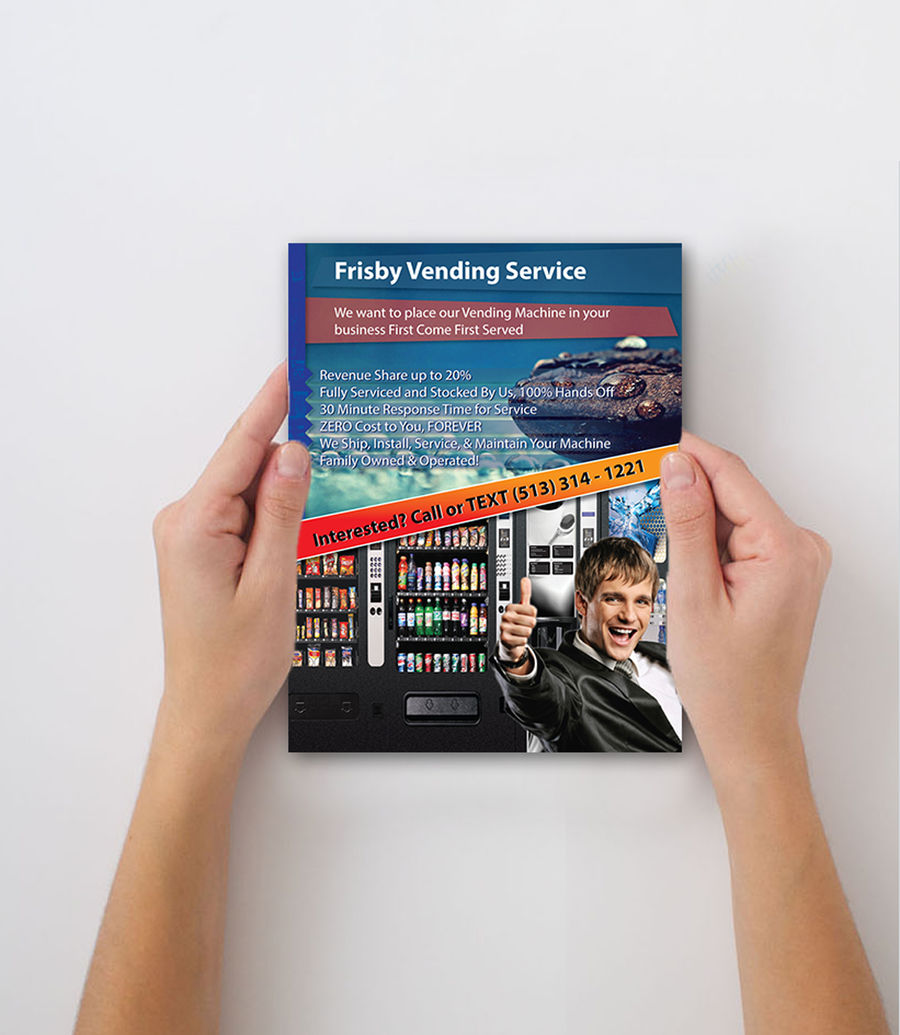 Frisby Vending Service
We want to place our Vending Machine in your
business First Come First Served
Revenue Share up to 20%
Fully Serviced and Stocked By Us, 100% Hands Off
30 Minute Response Time for Service
ZERO Cost to You, FOREVER
We Ship, Install, Service, & Maintain Your Machine
Family Owned & Operated!
Interested? Call or TEXT (513) 314 - 1221